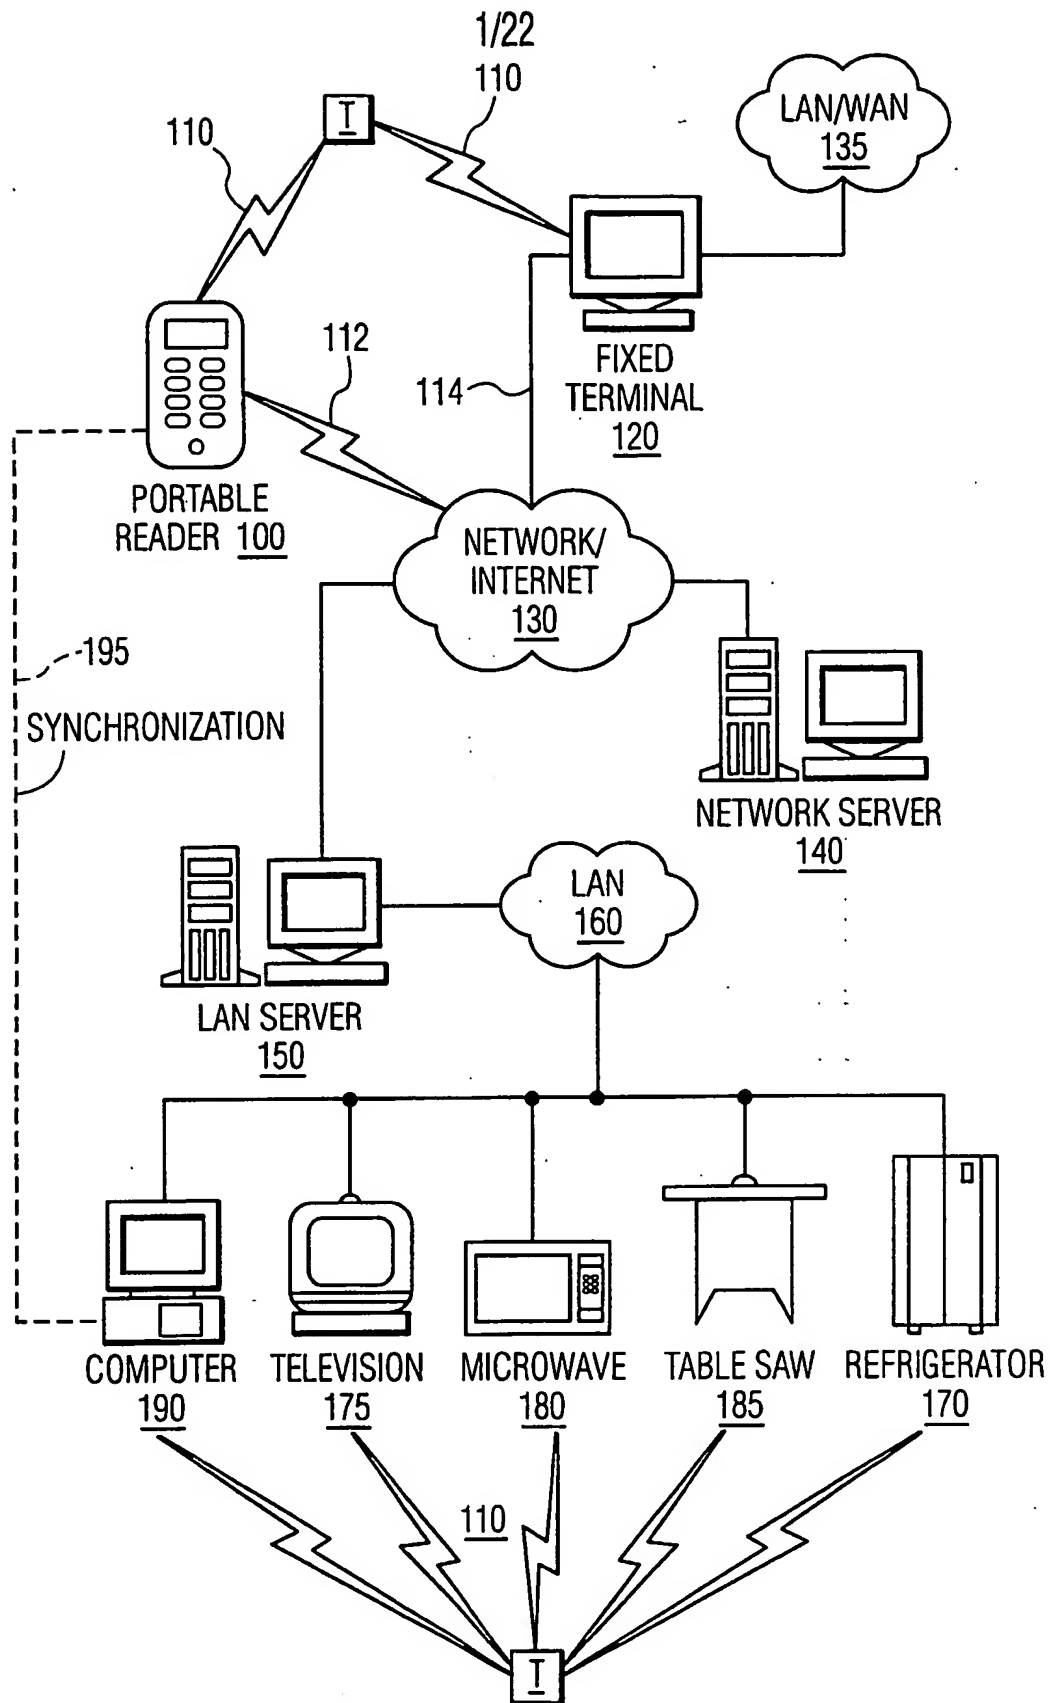 1/22
110
110
T
LAN/WAN
135
FIXED
TERMINAL
120
112
114
PORTABLE
READER 100
NETWORK/
INTERNET
130
195
SYNCHRONIZATION
NETWORK SERVER
140
LAN
160
LAN SERVER
150
COMPUTER
190
TELEVISION
175
MICROWAVE
180
TABLE SAW
185
REFRIGERATOR
170
110
T